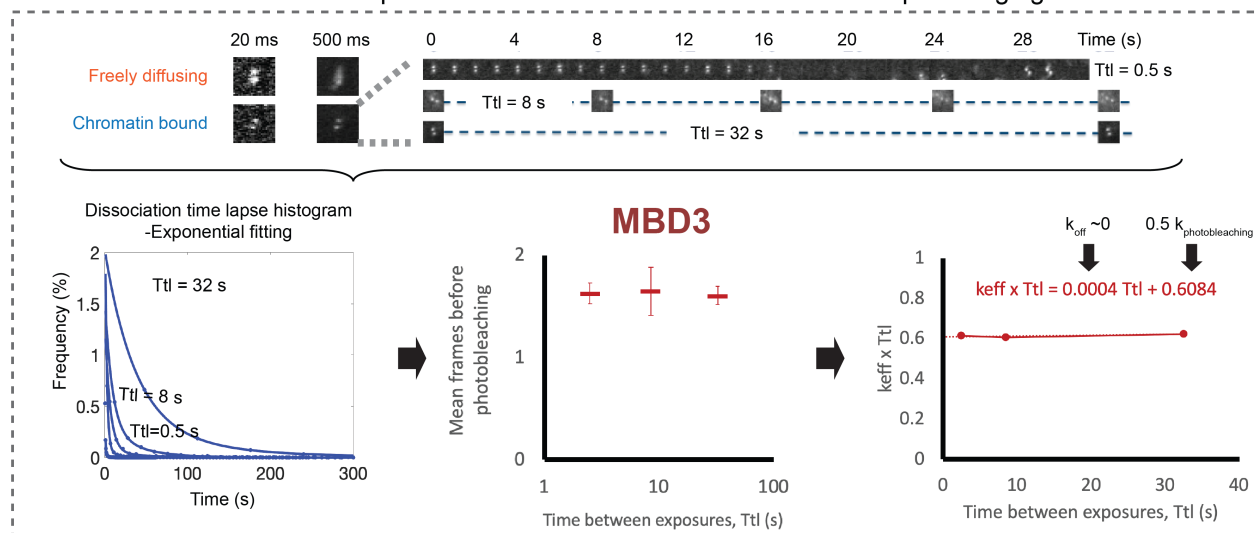 20 ms 500 ms 0 4 8 12 16 20 24 28 Time (s)
Freely diffusing
Ttl = 0.5 s
Ttl = 8 s
Chromatin bound
Ttl = 32 s
Dissociation time lapse histogram
-Exponential fitting
Frequency (%)
2
1.5
1
0.5
0
Ttl = 32 s
Ttl = 8 s
Ttl=0.5 s
0 100 200 300
Time (s)
MBD3
Mean frames before
photobleaching
2
1
0
1 10 100
Time between exposures, Ttl (s)
koff ~0 0.5 kphotobleaching
keff x Ttl = 0.0004 Ttl + 0.6084
keff x Ttl
1
0.8
0.6
0.4
0.2
0
0 10 20 30 40
Time between exposures, Ttl (s)